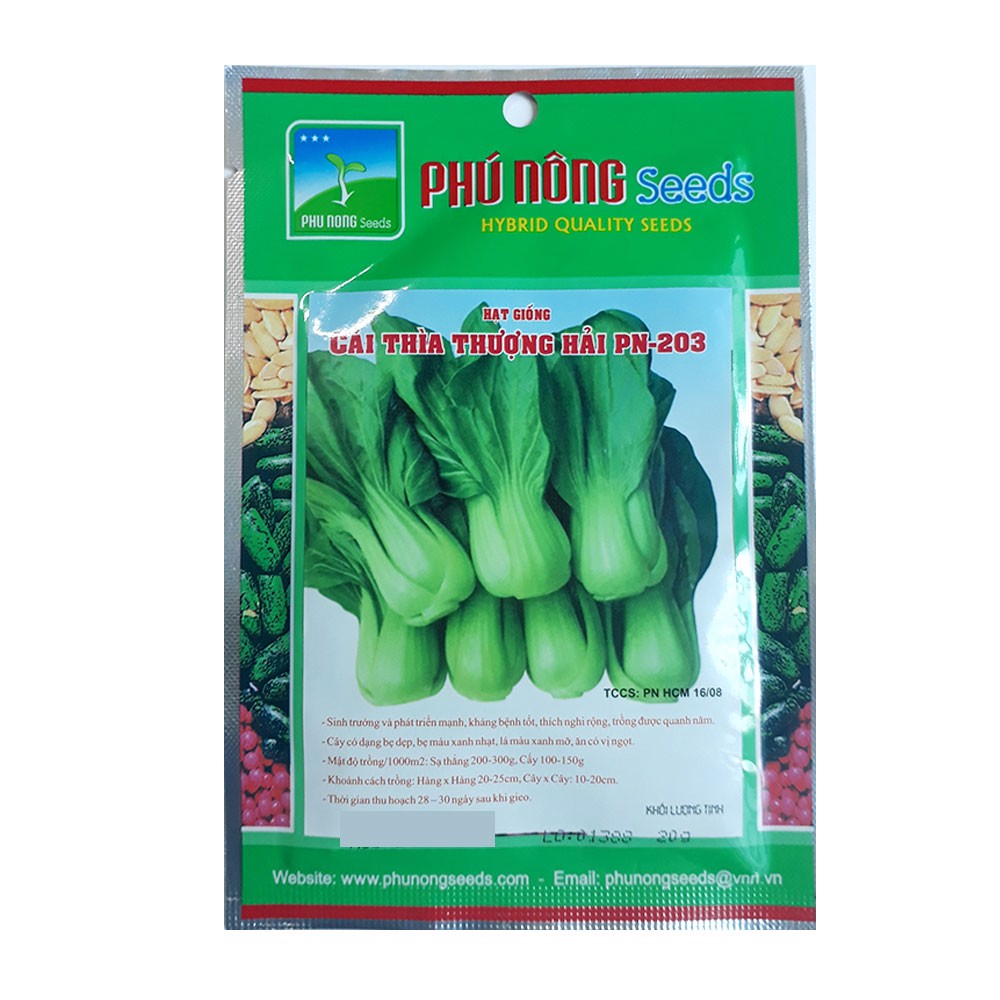 PHU NONG Seeds
PHÚ NÔNG Seeds
HYBRID QUALITY SEEDS
HẠT GIỐNG
CẢI THÌA THƯỢNG HẢI PN-203
TCCS: PN HCM 16/08
- Sinh trưởng và phát triển mạnh, kháng bệnh tốt, thích nghi rộng, trồng được quanh năm.
- Cây có dạng bẹ dẹp, bẹ màu xanh nhạt, lá màu xanh mỡ, ăn có vị ngọt.
- Mật độ trồng/1000m2: Sạ thẳng 200-300g, Cấy 100-150g
- Khoảnh cách trồng: Hàng x Hàng 20-25cm, Cây x Cây: 10-20cm.
- Thời gian thu hoạch 28 – 30 ngày sau khi gieo.
KHỐI LƯỢNG TỊNH
LO:01388 20g
Website: www.phunongseeds.com - Email: phunongseeds@vnn.vn